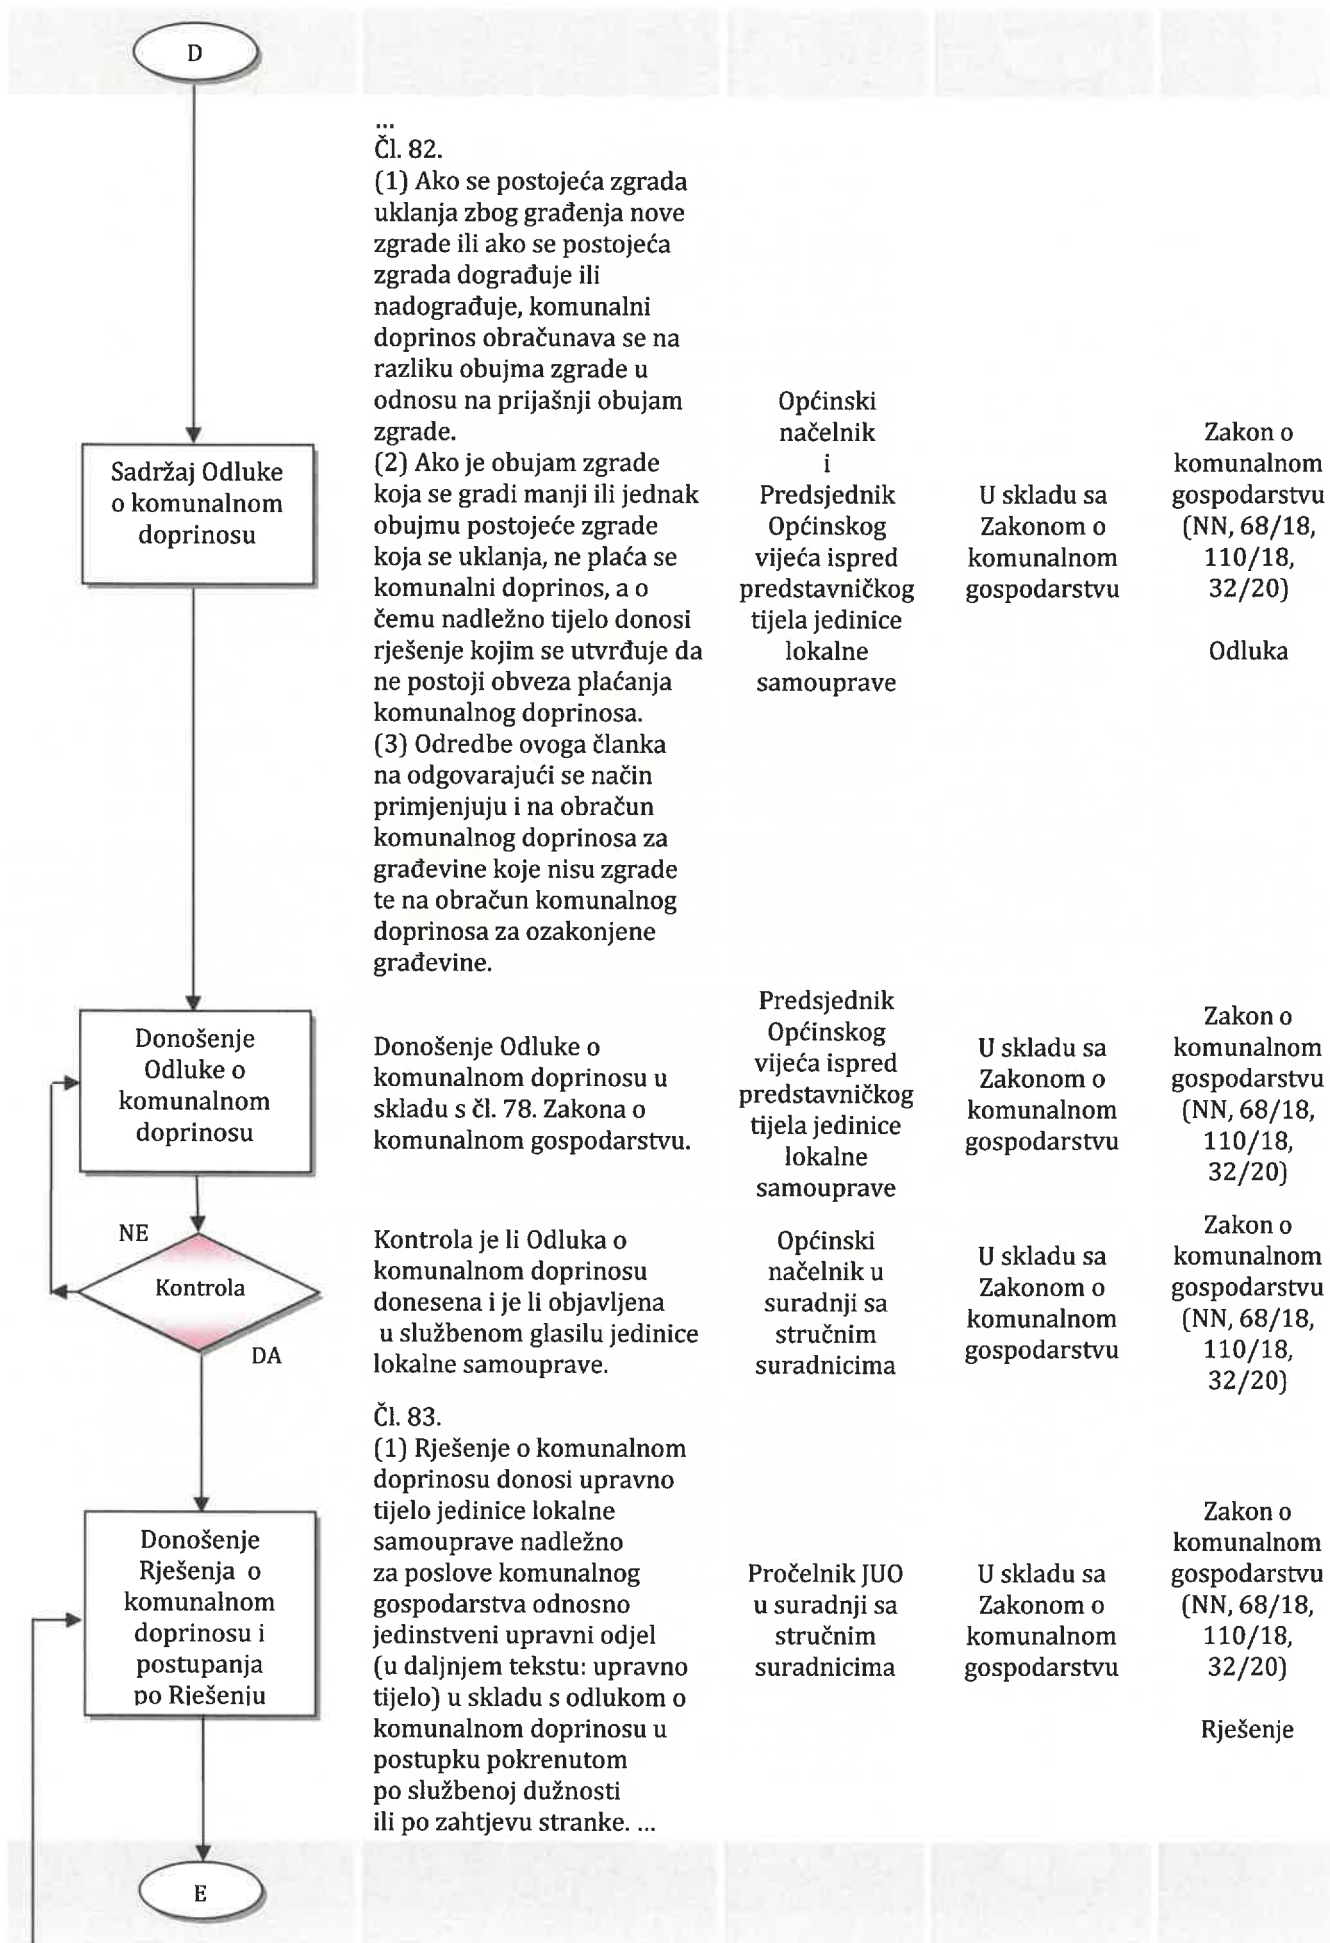 D
...
Čl. 82.
(1) Ako se postojeća zgrada
uklanja zbog građenja nove
zgrade ili ako se postojeća
zgrada dograđuje ili
nadograđuje, komunalni
doprinos obračunava se na
razliku obujma zgrade u
odnosu na prijašnji obujam
zgrade.
(2) Ako je obujam zgrade
koja se gradi manji ili jednak
obujmu postojeće zgrade
koja se uklanja, ne plaća se
komunalni doprinos, a o
čemu nadležno tijelo donosi
rješenje kojim se utvrđuje da
ne postoji obveza plaćanja
komunalnog doprinosa.
(3) Odredbe ovoga članka
na odgovarajući se način
primjenjuju i na obračun
komunalnog doprinosa za
građevine koje nisu zgrade
te na obračun komunalnog
doprinosa za ozakonjene
građevine.
Sadržaj Odluke
o komunalnom
doprinosu
Općinski
načelnik
i
Predsjednik
Općinskog
vijeća ispred
predstavničkog
tijela jedinice
lokalne
samouprave
U skladu sa
Zakonom o
komunalnom
gospodarstvu
Zakon o
komunalnom
gospodarstvu
(NN, 68/18,
110/18,
32/20)
Odluka
Donošenje
Odluke o
komunalnom
doprinosu
Donošenje Odluke o
komunalnom doprinosu u
skladu s čl. 78. Zakona o
komunalnom gospodarstvu.
Predsjednik
Općinskog
vijeća ispred
predstavničkog
tijela jedinice
lokalne
samouprave
U skladu sa
Zakonom o
komunalnom
gospodarstvu
Zakon o
komunalnom
gospodarstvu
(NN, 68/18,
110/18,
32/20)
NE
Kontrola
DA
Kontrola je li Odluka o
komunalnom doprinosu
donesena i je li objavljena
u službenom glasilu jedinice
lokalne samouprave.
Općinski
načelnik u
suradnji sa
stručnim
suradnicima
U skladu sa
Zakonom o
komunalnom
gospodarstvu
Zakon o
komunalnom
gospodarstvu
(NN, 68/18,
110/18,
32/20)
Donošenje
Rješenja o
komunalnom
doprinosu i
postupanja
po Rješenju
Čl. 83.
(1) Rješenje o komunalnom
doprinosu donosi upravno
tijelo jedinice lokalne
samouprave nadležno
za poslove komunalnog
gospodarstva odnosno
jedinstveni upravni odjel
(u daljnjem tekstu: upravno
tijelo) u skladu s odlukom o
komunalnom doprinosu u
postupku pokrenutom
po službenoj dužnosti
ili po zahtjevu stranke. ...
Pročelnik JUO
u suradnji sa
stručnim
suradnicima
U skladu sa
Zakonom o
komunalnom
gospodarstvu
Zakon o
komunalnom
gospodarstvu
(NN, 68/18,
110/18,
32/20)
Rješenje
E